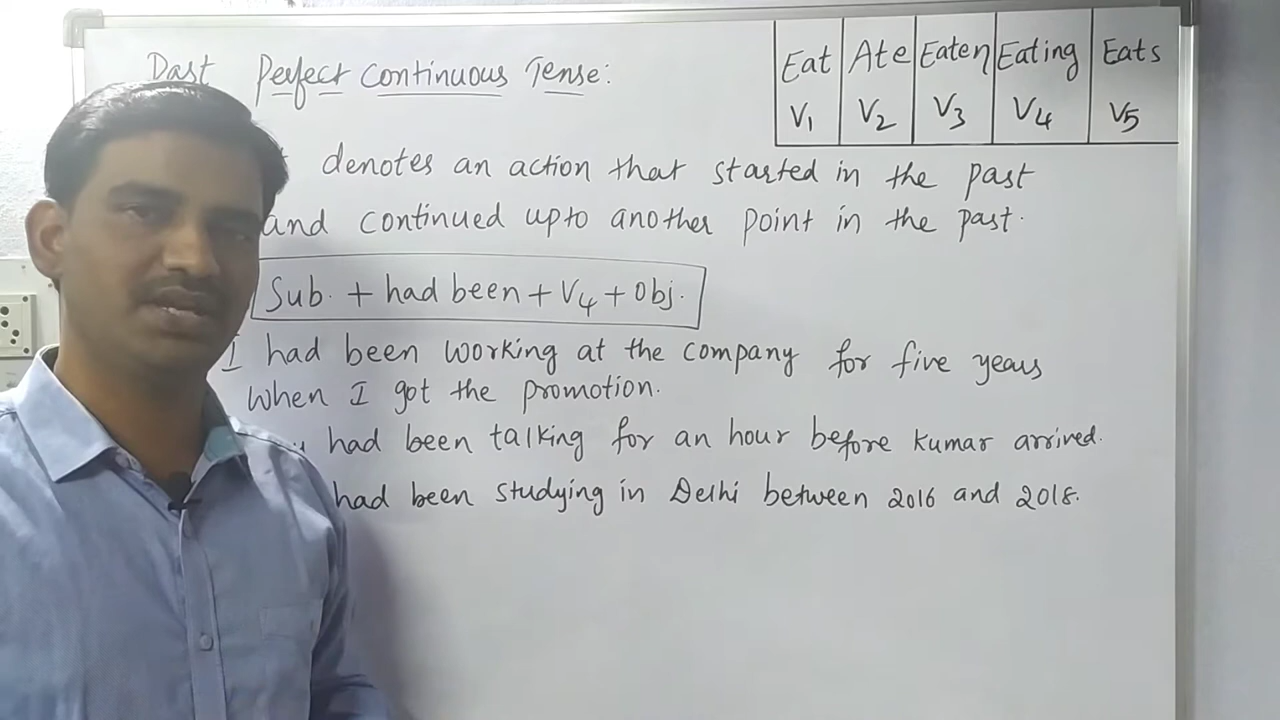 Past Perfect Continuous Tense:
Eat Ate Eaten Eating Eats
V1 V2 V3 V4 V5
denotes an action that started in the past
and continued upto another point in the past.
Sub. + had been + V4 + Obj.
I had been working at the company for five years
when I got the promotion.
had been talking for an hour before Kumar arrived.
had been studying in Delhi between 2016 and 2018.